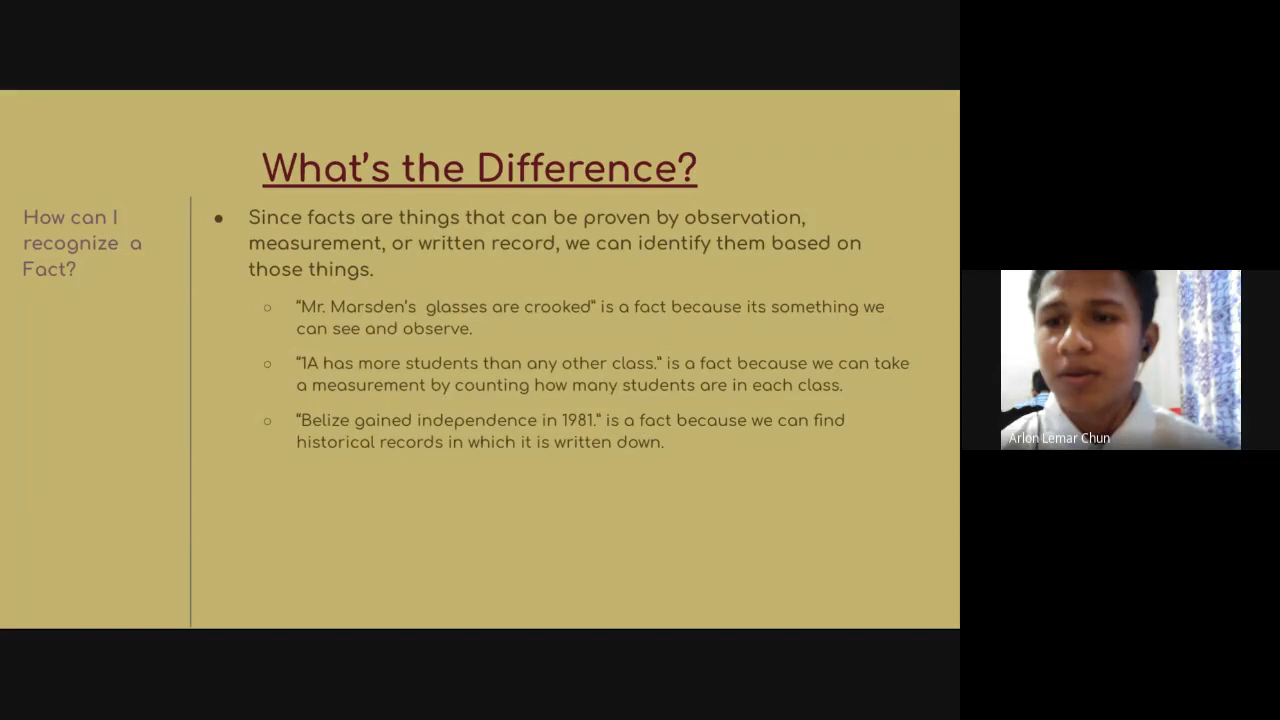 What's the Difference?
How can I
recognize a
Fact?
● Since facts are things that can be proven by observation,
measurement, or written record, we can identify them based on
those things.
○ "Mr. Marsden's glasses are crooked" is a fact because its something we
can see and observe.
○ "1A has more students than any other class." is a fact because we can take
a measurement by counting how many students are in each class.
○ "Belize gained independence in 1981." is a fact because we can find
historical records in which it is written down.
Arlon Lemar Chun